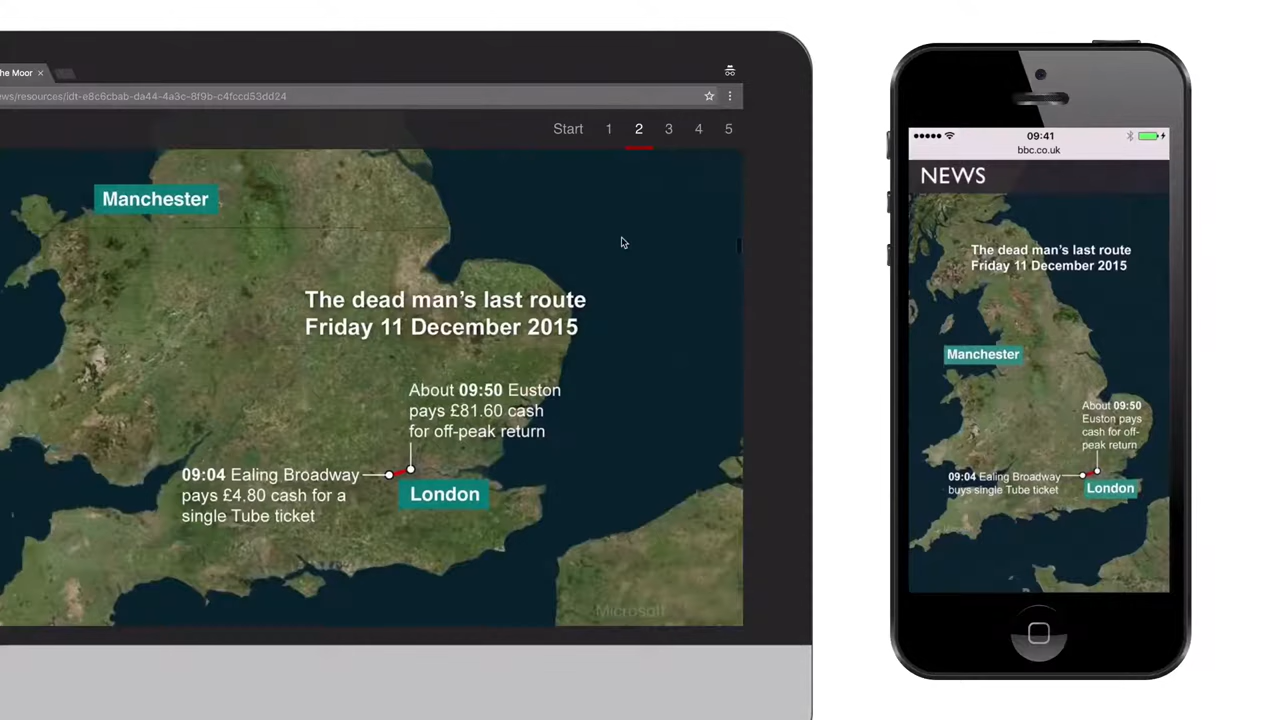 he Moor
ews/resources/idt-e8c6cbab-da44-4a3c-8f9b-c4fccd53dd24
Start 1 2 3 4 5
Manchester
The dead man's last route
Friday 11 December 2015
About 09:50 Euston
pays £81.60 cash
for off-peak return
09:04 Ealing Broadway
pays £4.80 cash for a
single Tube ticket
London
Microsoft
09:41
bbc.co.uk
NEWS
The dead man's last route
Friday 11 December 2015
Manchester
About 09:50
Euston pays
cash for off-
peak return
09:04 Ealing Broadway
buys single Tube ticket
London